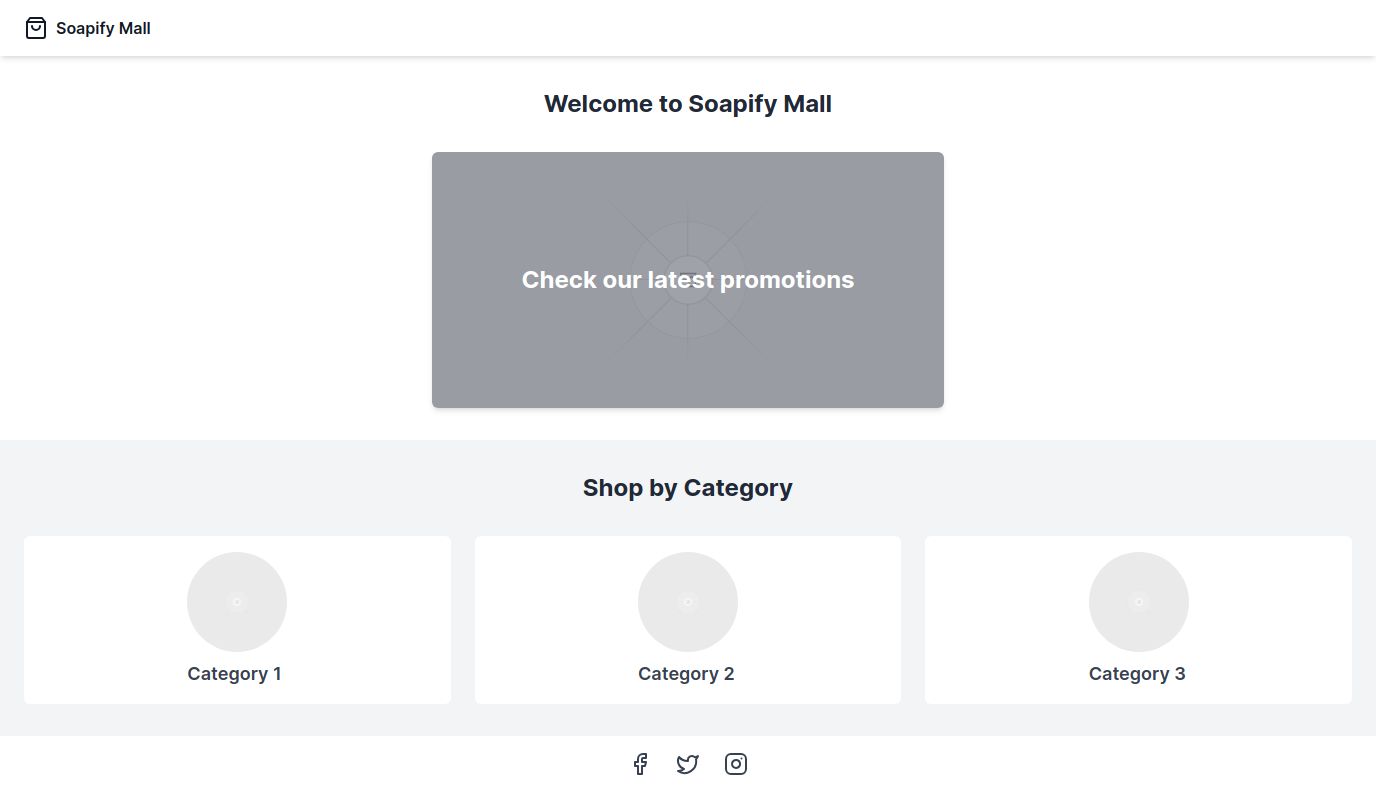 Soapify Mall
Welcome to Soapify Mall
Check our latest promotions
Shop by Category
Category 1
Category 2
Category 3